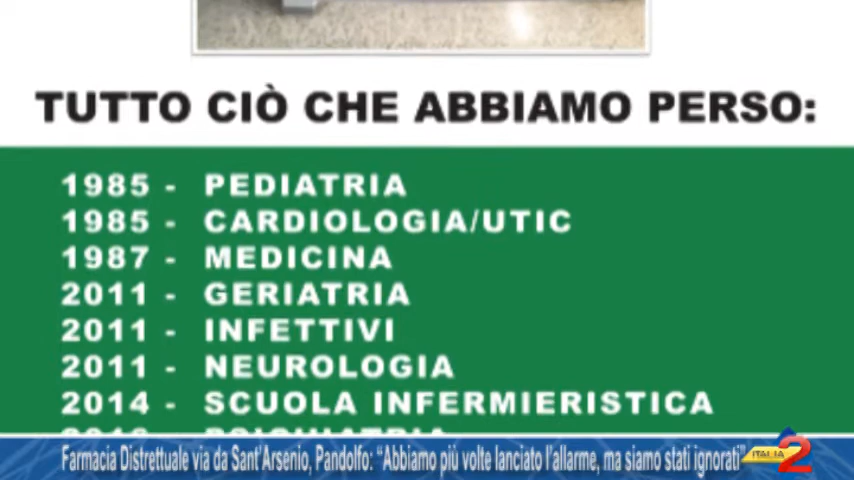 TUTTO CIÒ CHE ABBIAMO PERSO:
1985 - PEDIATRIA
1985 - CARDIOLOGIA/UTIC
1987 - MEDICINA
2011 - GERIATRIA
2011 - INFETTIVI
2011 - NEUROLOGIA
2014 - SCUOLA INFERMIERISTICA
Farmacia Distrettuale via da Sant'Arsenio, Pandolfo: “Abbiamo più volte lanciato l'allarme, ma siamo stati ignorati”
ITALIA 2